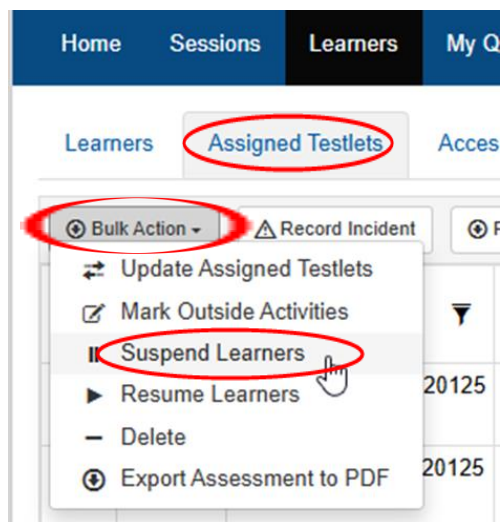 Home Sessions Learners My Q
Learners Assigned Testlets Acces
Bulk Action Record Incident
Update Assigned Testlets
Mark Outside Activities
Suspend Learners
Resume Learners 20125
Delete
Export Assessment to PDF 20125